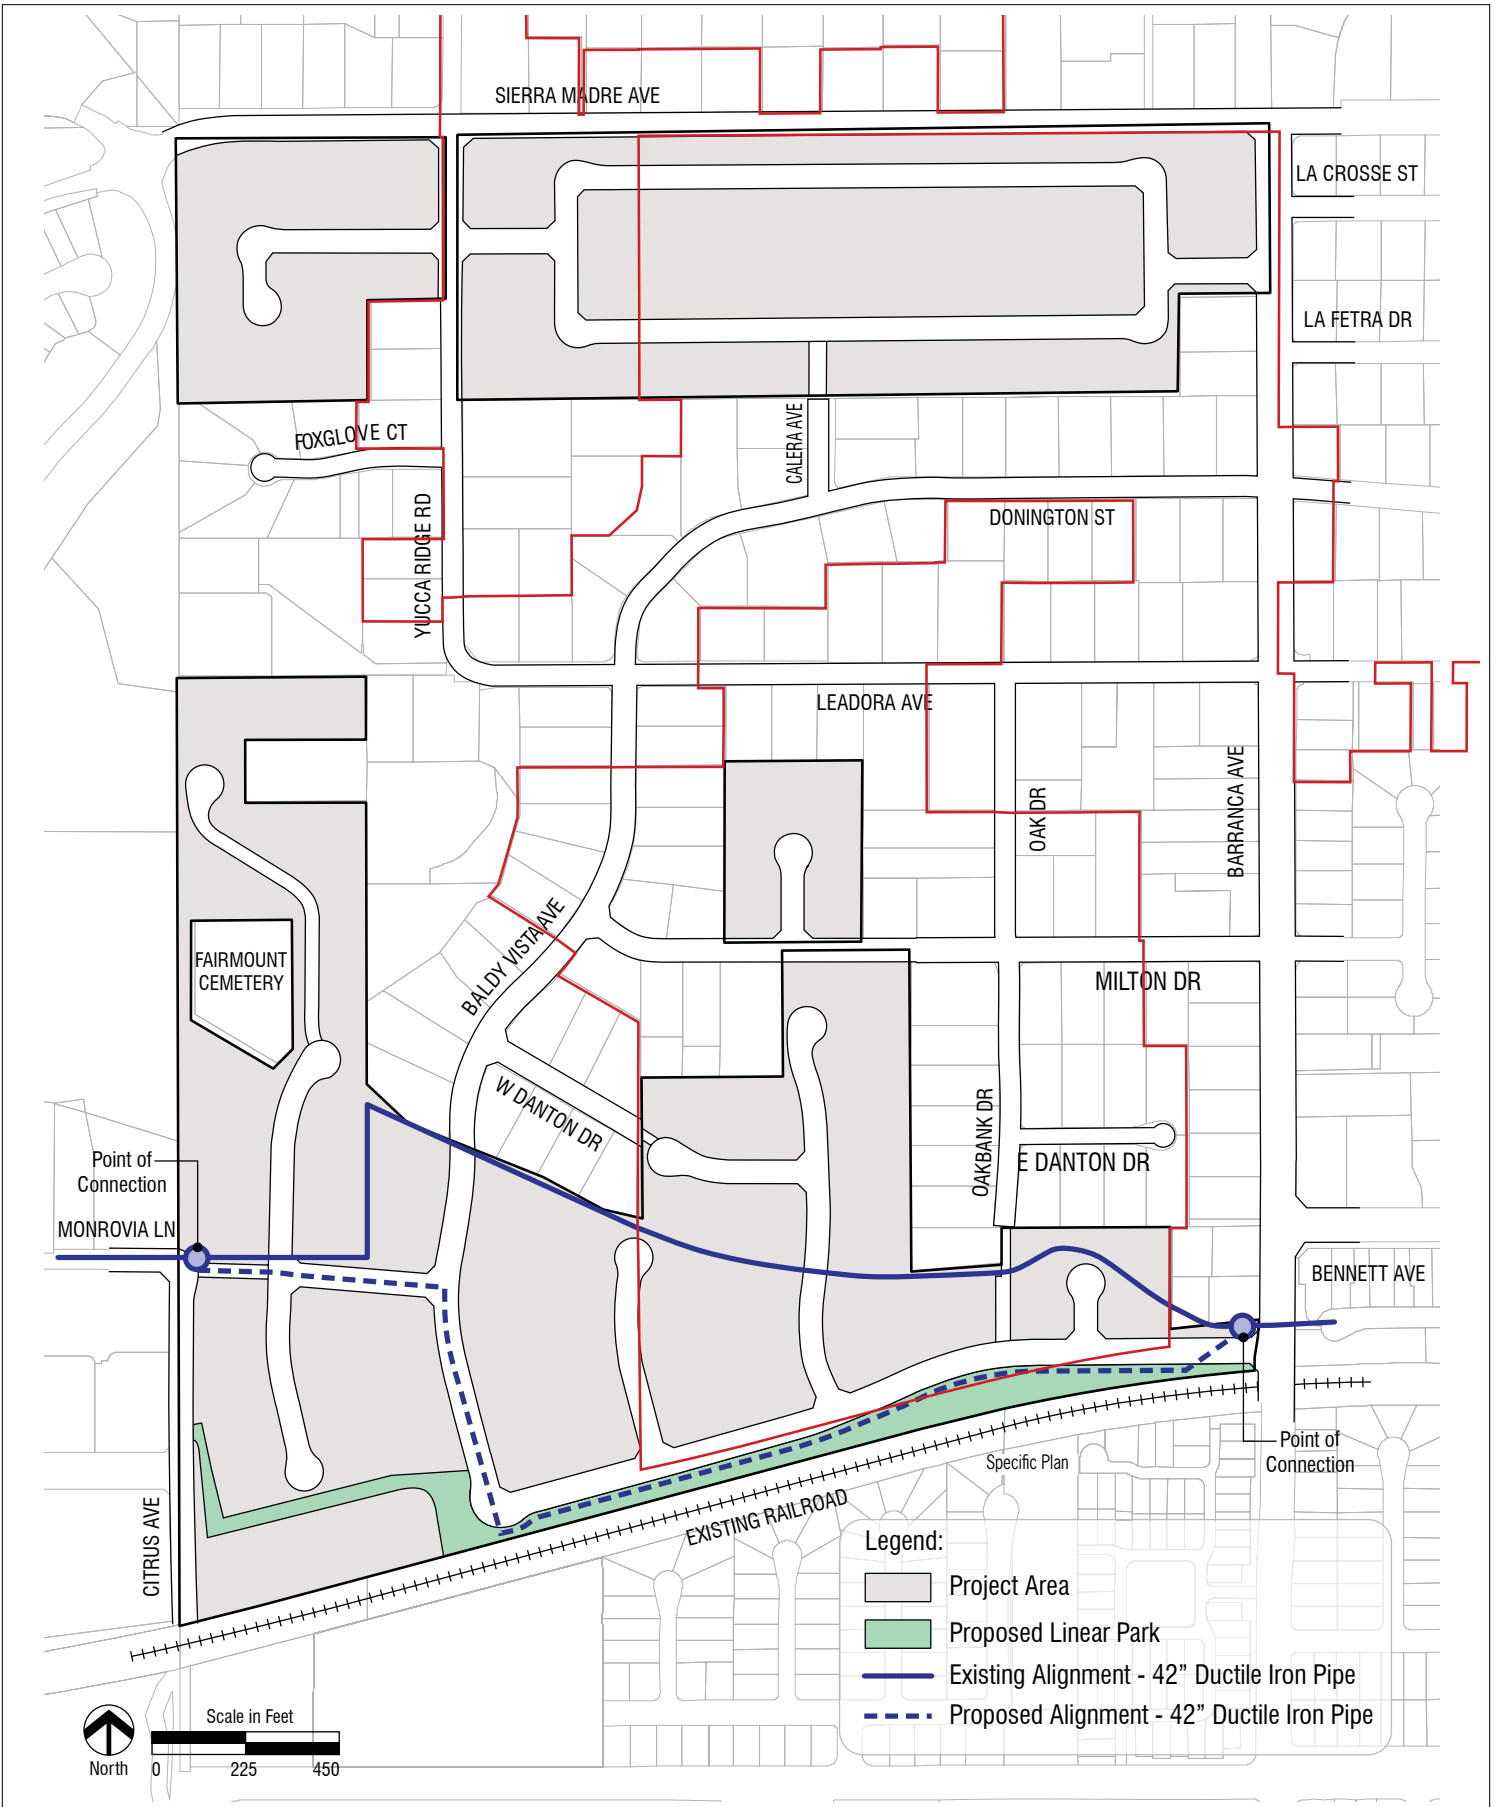 SIERRA MADRE AVE
LA CROSSE ST
LA FETRA DR
FOXGLOVE CT
CALERA AVE
YUCCA RIDGE RD
DONINGTON ST
LEADORA AVE
OAK DR
BARRANCA AVE
BALDY VISTA AVE
FAIRMOUNT
CEMETERY
MILTON DR
W DANTON DR
OAKBANK DR
E DANTON DR
Point of
Connection
MONROVIA LN
BENNETT AVE
Point of
Connection
Specific Plan
EXISTING RAILROAD
CITRUS AVE
Legend:
Project Area
Proposed Linear Park
Existing Alignment - 42” Ductile Iron Pipe
Proposed Alignment - 42” Ductile Iron Pipe
Scale in Feet
North
0 225 450